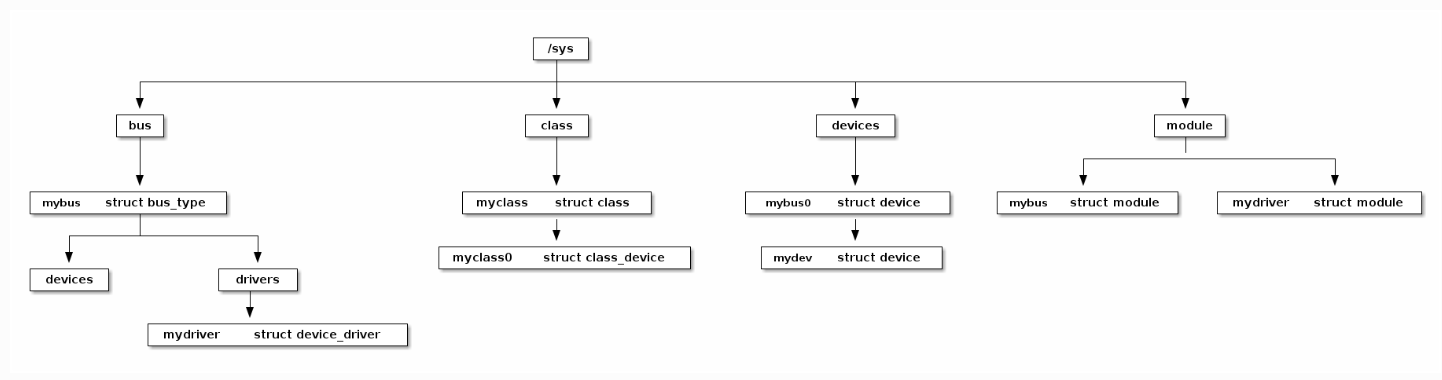 /sys
bus class devices module
mybus struct bus_type myclass struct class mybus0 struct device mybus struct module mydriver struct module
myclass0 struct class_device mydev struct device
devices drivers
mydriver struct device_driver